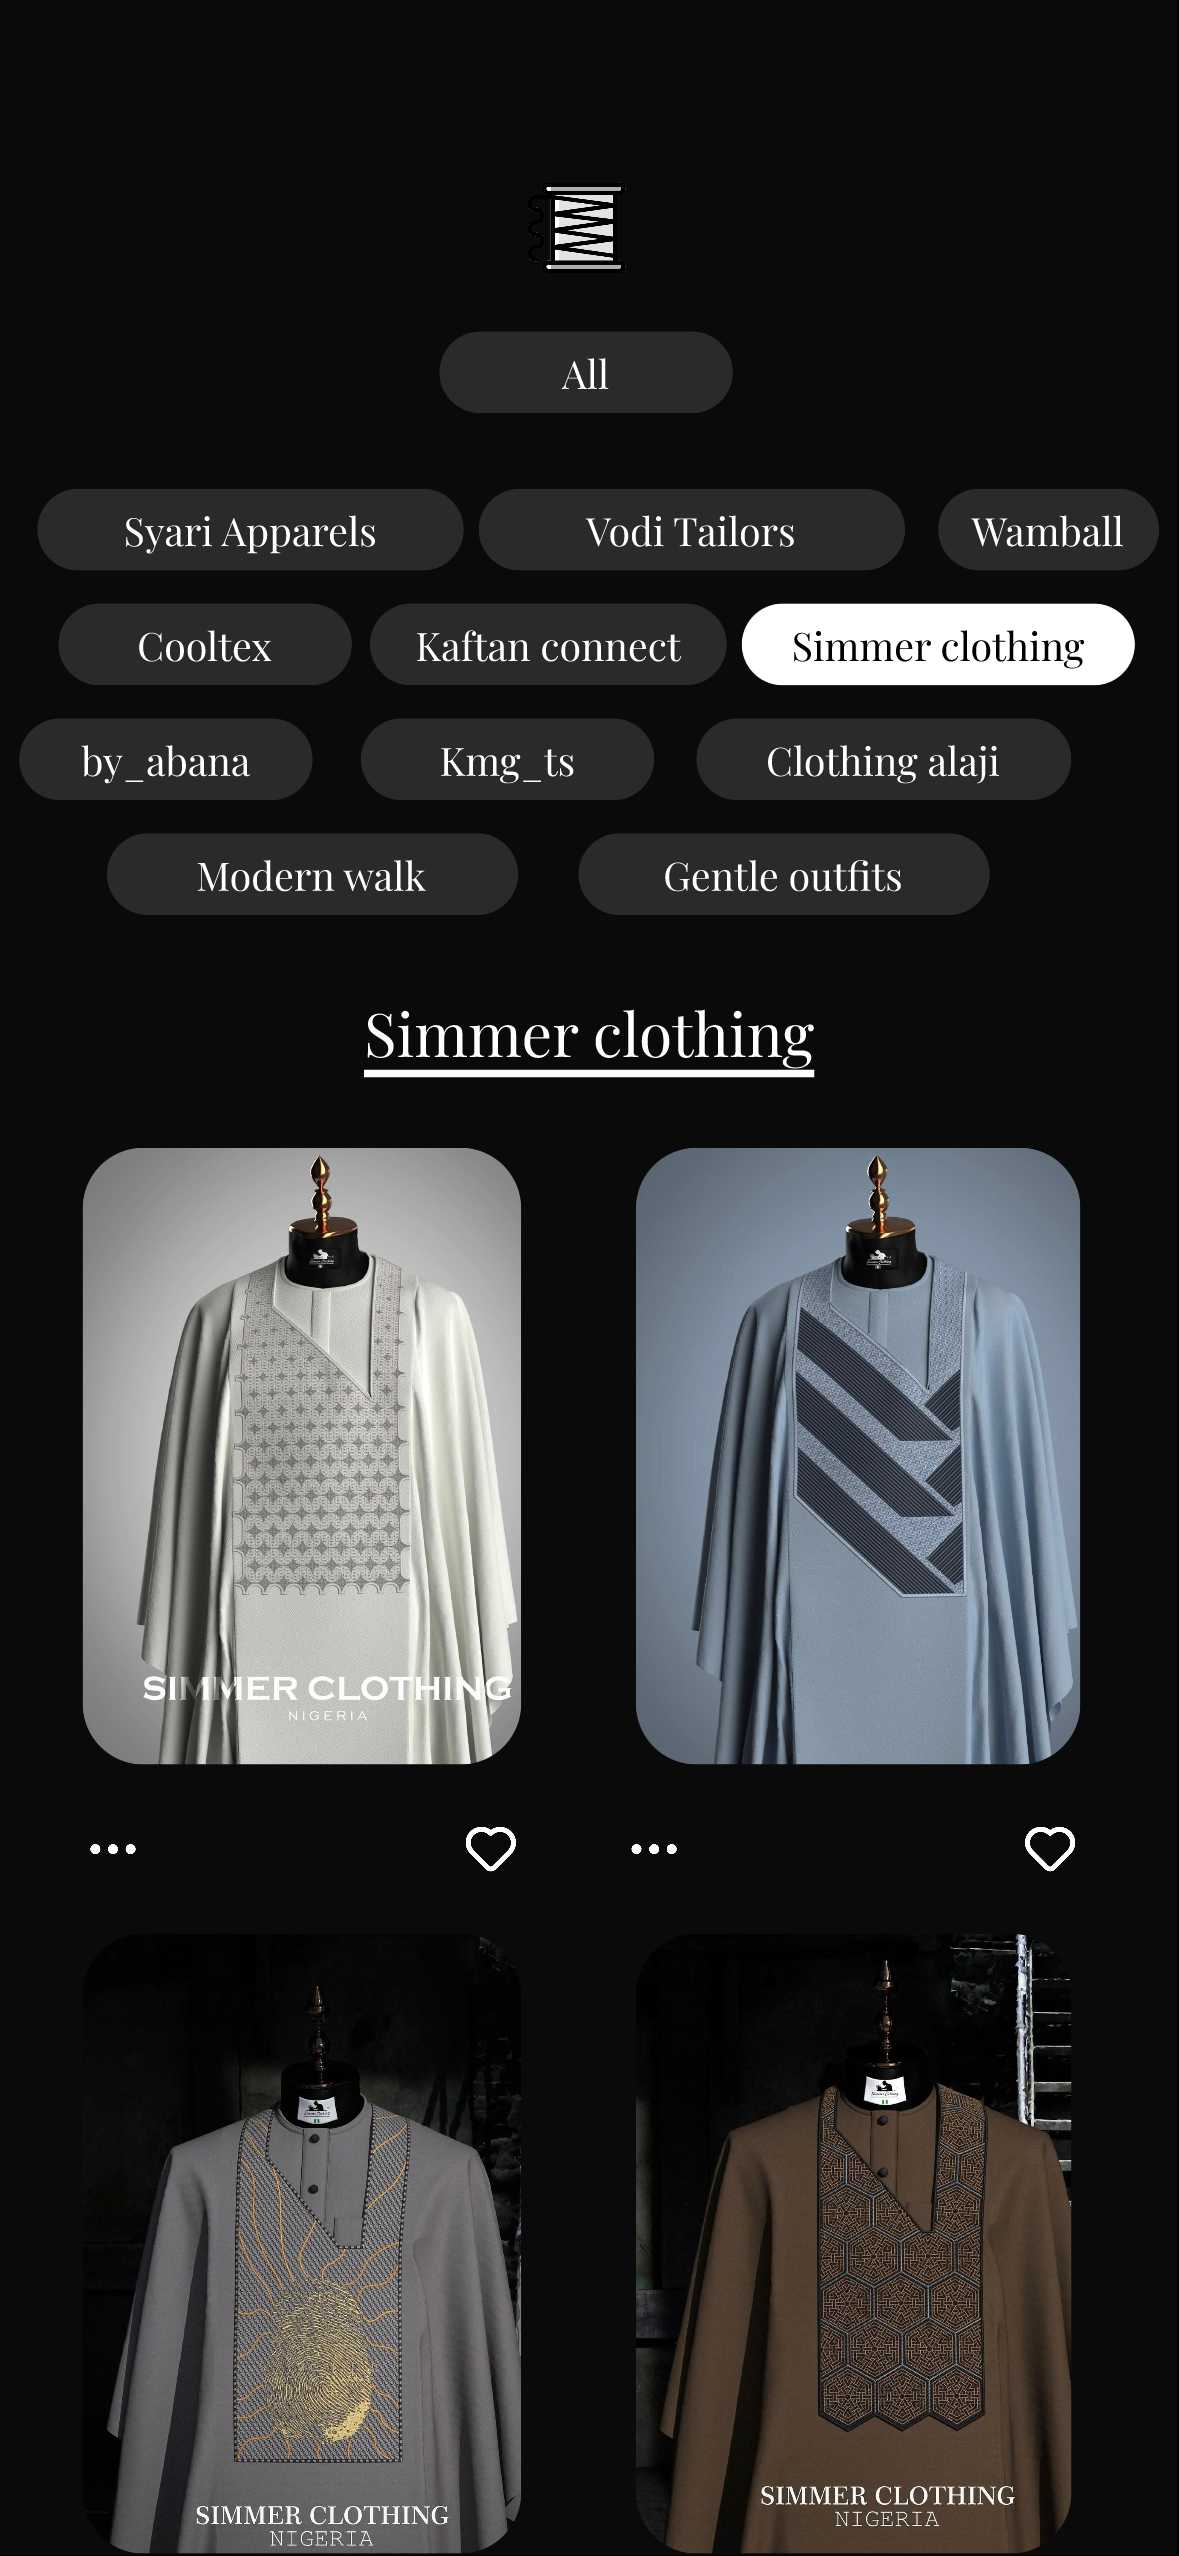 All
Syari Apparels
Vodi Tailors
Wamball
Cooltex
Kaftan connect
Simmer clothing
by_abana
Kmg_ts
Clothing alaji
Modern walk
Gentle outfits
Simmer clothing
SIMMER CLOTHING
NIGERIA
SIMMER CLOTHING
NIGERIA
SIMMER CLOTHING
NIGERIA